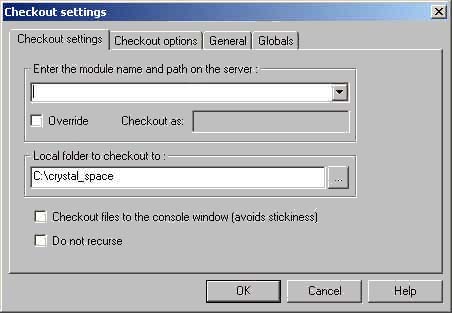 Checkout settings
Checkout settings Checkout options General Globals
Enter the module name and path on the server :
Override Checkout as:
Local folder to checkout to :
C:\crystal_space ...
Checkout files to the console window (avoids stickiness)
Do not recurse
OK Cancel Help